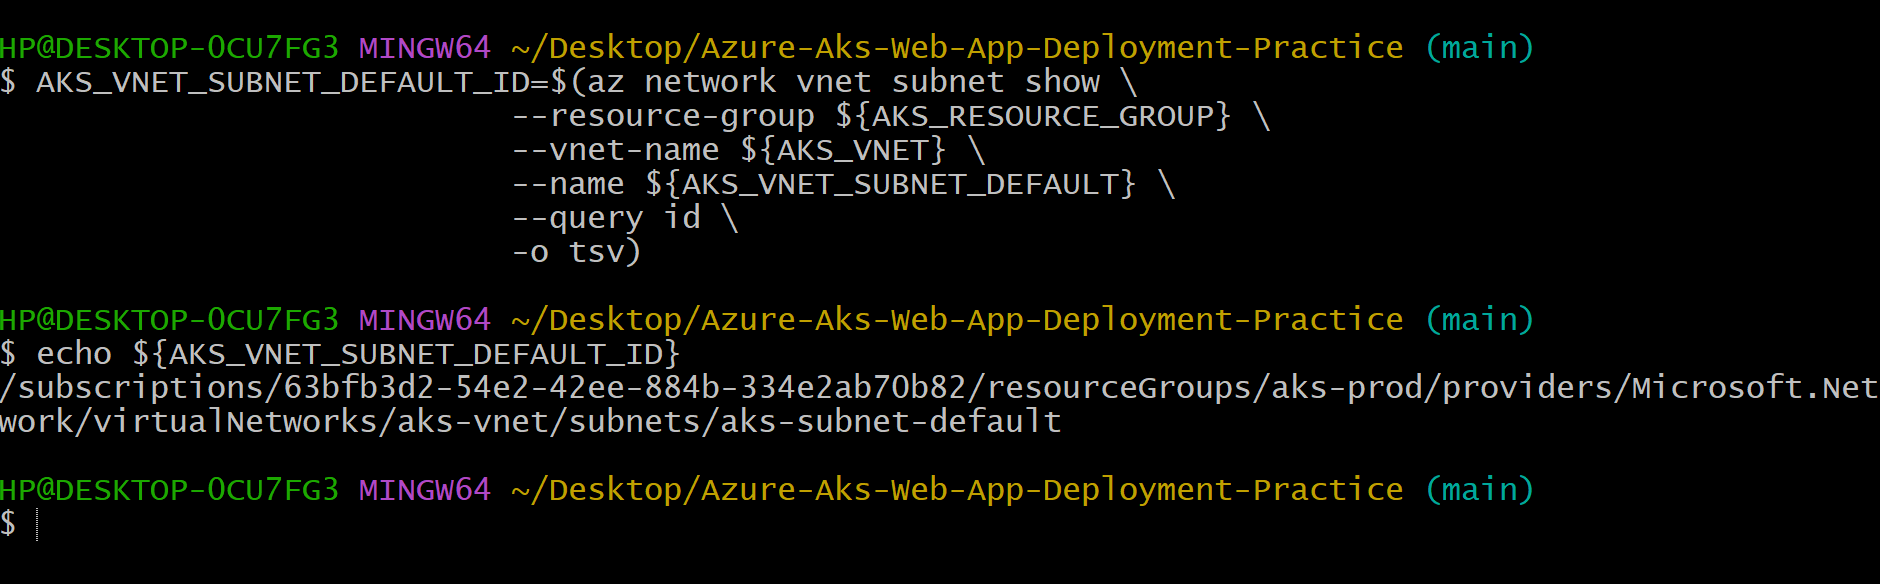 HP@DESKTOP-0CU7FG3 MINGW64 ~/Desktop/Azure-Aks-Web-App-Deployment-Practice (main)
$ AKS_VNET_SUBNET_DEFAULT_ID=$(az network vnet subnet show \
--resource-group ${AKS_RESOURCE_GROUP} \
--vnet-name ${AKS_VNET} \
--name ${AKS_VNET_SUBNET_DEFAULT} \
--query id \
-o tsv)
HP@DESKTOP-0CU7FG3 MINGW64 ~/Desktop/Azure-Aks-Web-App-Deployment-Practice (main)
$ echo ${AKS_VNET_SUBNET_DEFAULT_ID}
/subscriptions/63bfb3d2-54e2-42ee-884b-334e2ab70b82/resourceGroups/aks-prod/providers/Microsoft.Net
work/virtualNetworks/aks-vnet/subnets/aks-subnet-default
HP@DESKTOP-0CU7FG3 MINGW64 ~/Desktop/Azure-Aks-Web-App-Deployment-Practice (main)
$